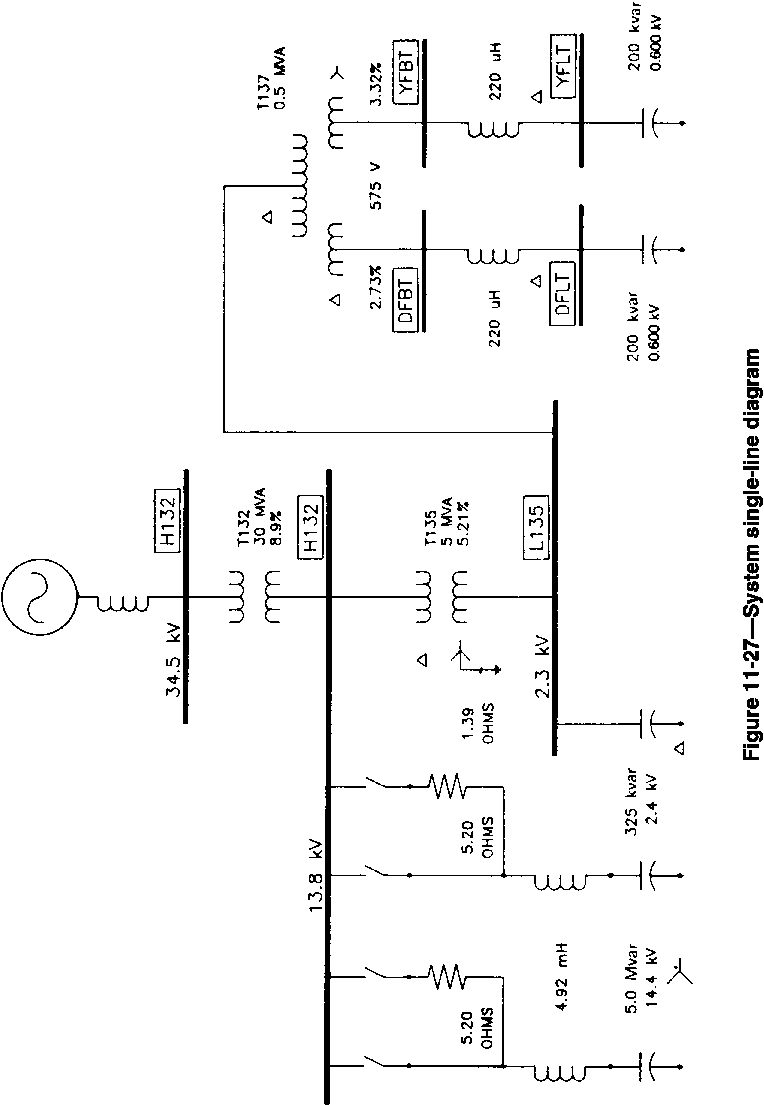 H132
34.5 kV
T132
30 MVA
8.9%
H132
13.8 kV
T135
5 MVA
5.21%
Δ
1.39
OHMS
L135
2.3 kV
5.20
OHMS
5.20
OHMS
4.92 mH
5.0 Mvar
14.4 kV
325 kvar
2.4 kV
Δ
T137
0.5 MVA
Δ
Δ
2.73%
575 V
3.32%
DFBT
YFBT
220 uH
220 uH
Δ
Δ
DFLT
YFLT
200 kvar
0.600 kV
200 kvar
0.600 kV
Figure 11-27—System single-line diagram